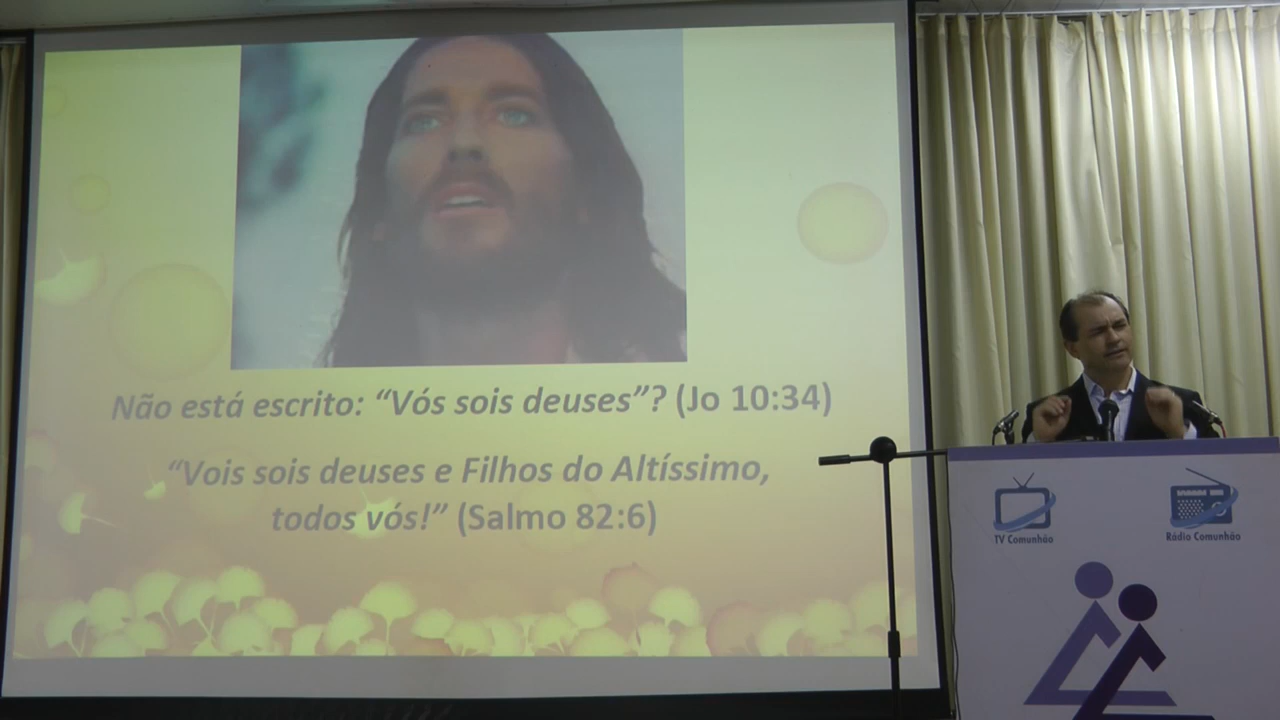 Não está escrito: “Vós sois deuses”? (Jo 10:34)
“Vois sois deuses e Filhos do Altíssimo,
todos vós!” (Salmo 82:6)
TV Comunhão
Rádio Comunhão